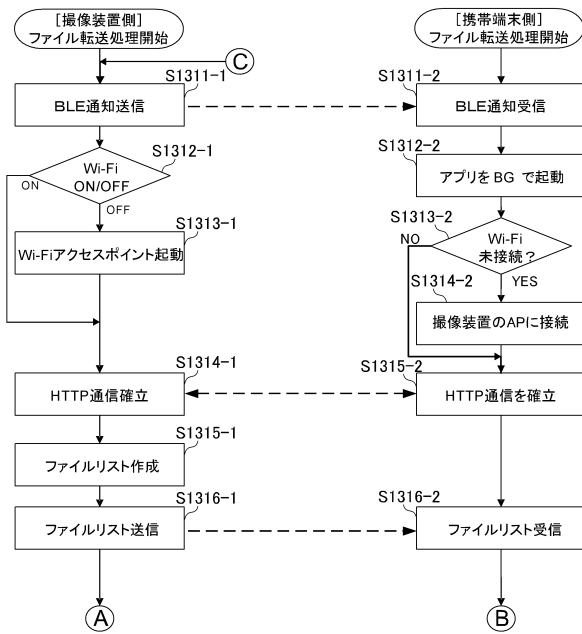 [撮像装置側]
ファイル転送処理開始
C
S1311-1
BLE通知送信
S1312-1
Wi-Fi
ON/OFF
ON
OFF
S1313-1
Wi-Fiアクセスポイント起動
S1314-1
HTTP通信確立
S1315-1
ファイルリスト作成
S1316-1
ファイルリスト送信
A
[携帯端末側]
ファイル転送処理開始
S1311-2
BLE通知受信
S1312-2
アプリをBG で起動
S1313-2
Wi-Fi
未接続?
NO
YES
S1314-2
撮像装置のAPに接続
S1315-2
HTTP通信を確立
S1316-2
ファイルリスト受信
B